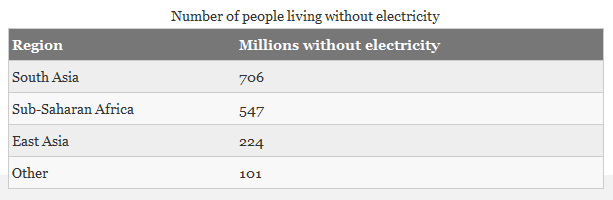 Number of people living without electricity
Region Millions without electricity
South Asia 706
Sub-Saharan Africa 547
East Asia 224
Other 101